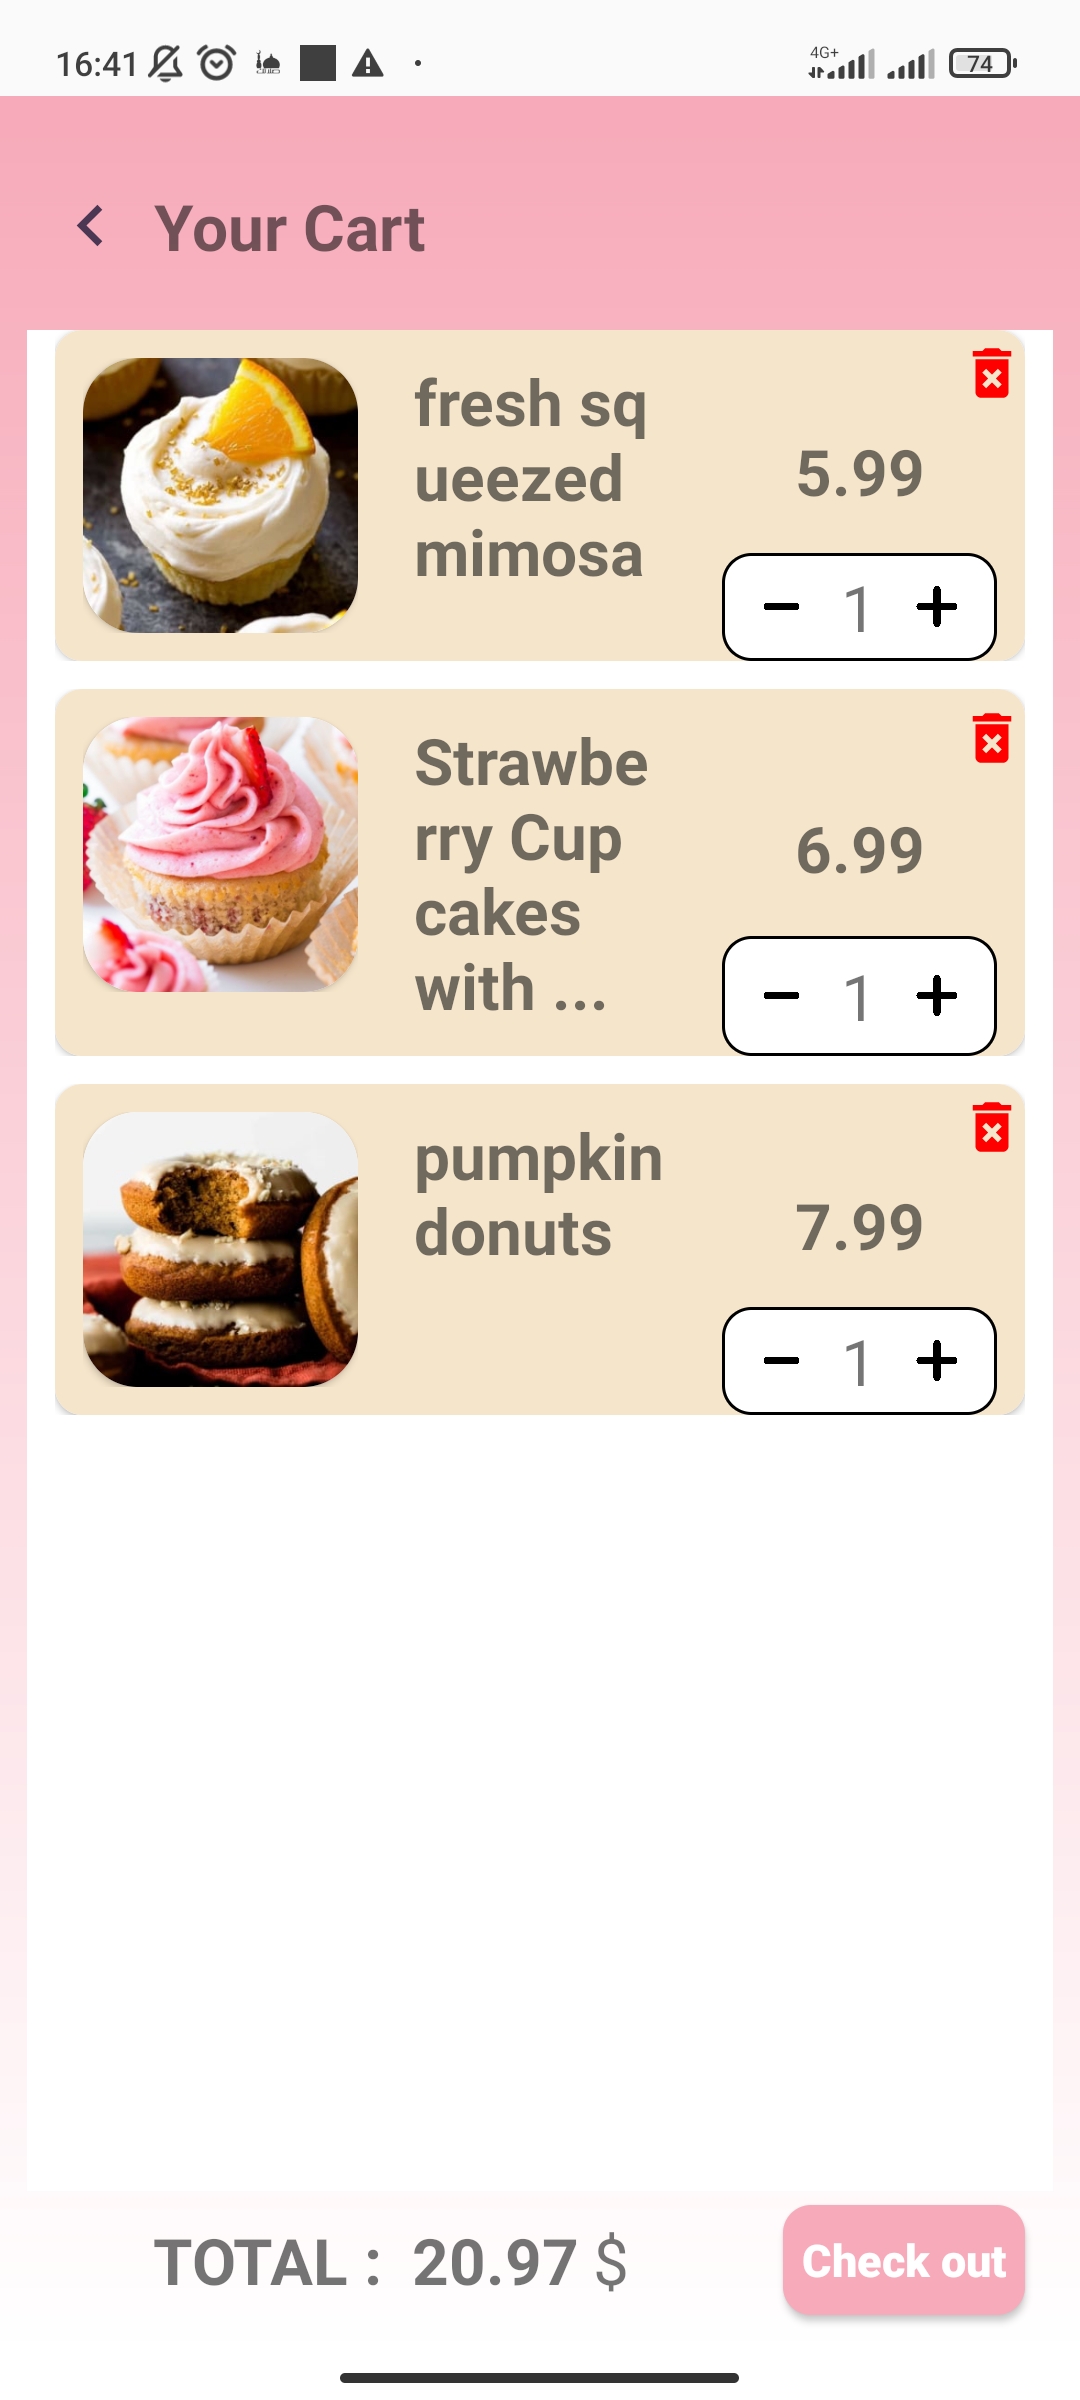 16:41
4G+
74
Your Cart
fresh sq
ueezed
mimosa
5.99
1
Strawbe
rry Cup
cakes
with ...
6.99
1
pumpkin
donuts
7.99
1
TOTAL : 20.97 $
Check out